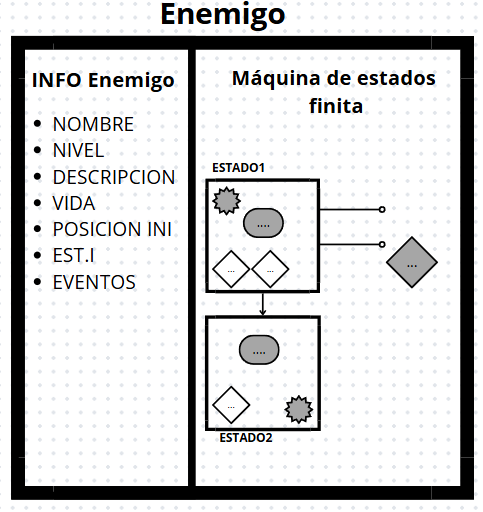 Enemigo
INFO Enemigo
• NOMBRE
• NIVEL
• DESCRIPCION
• VIDA
• POSICION INI
• EST.I
• EVENTOS
Máquina de estados
finita
ESTADO1
....
... ...
...
....
...
ESTADO2